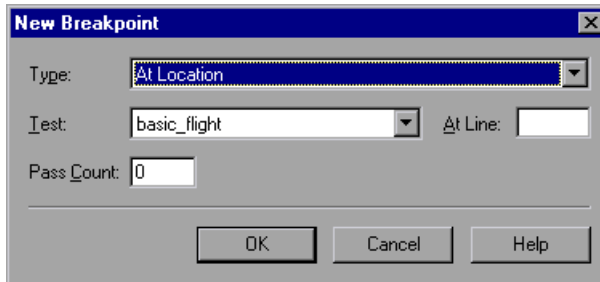 New Breakpoint
Type: At Location
Test: basic_flight At Line:
Pass Count: 0
OK Cancel Help